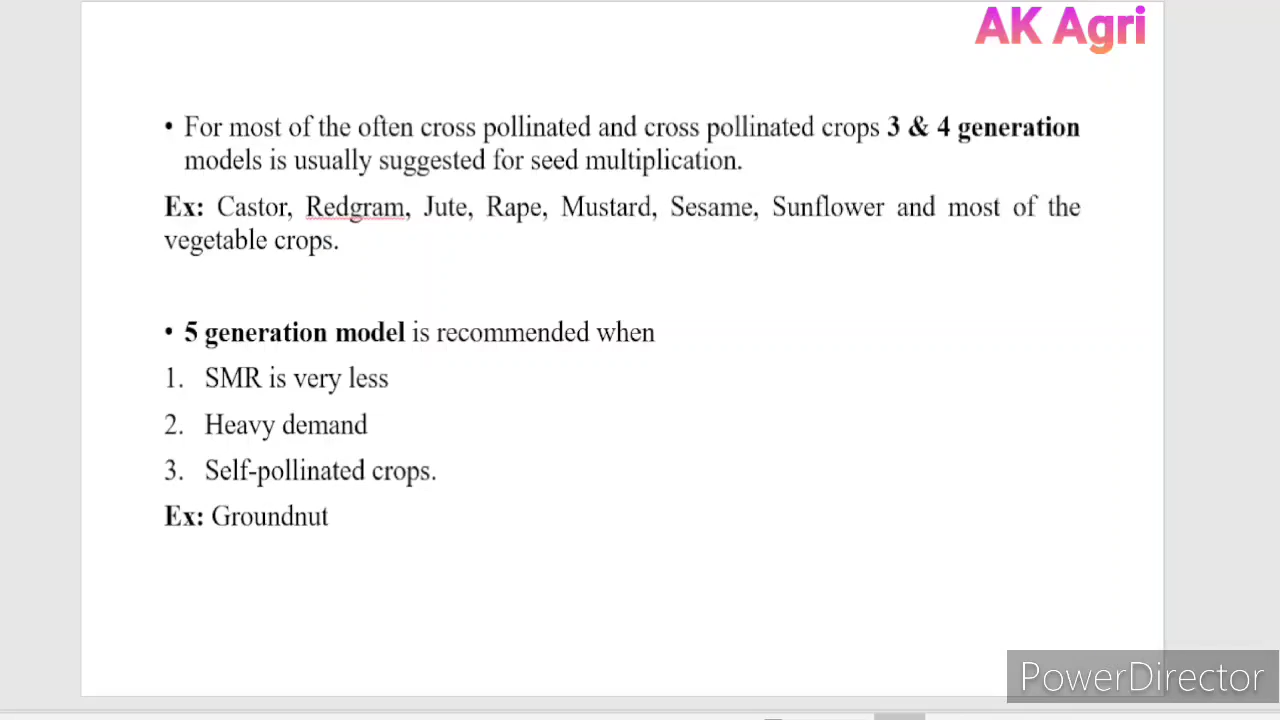 AK Agri
• For most of the often cross pollinated and cross pollinated crops 3 & 4 generation
models is usually suggested for seed multiplication.
Ex: Castor, Redgram, Jute, Rape, Mustard, Sesame, Sunflower and most of the
vegetable crops.
• 5 generation model is recommended when
1. SMR is very less
2. Heavy demand
3. Self-pollinated crops.
Ex: Groundnut
PowerDirector